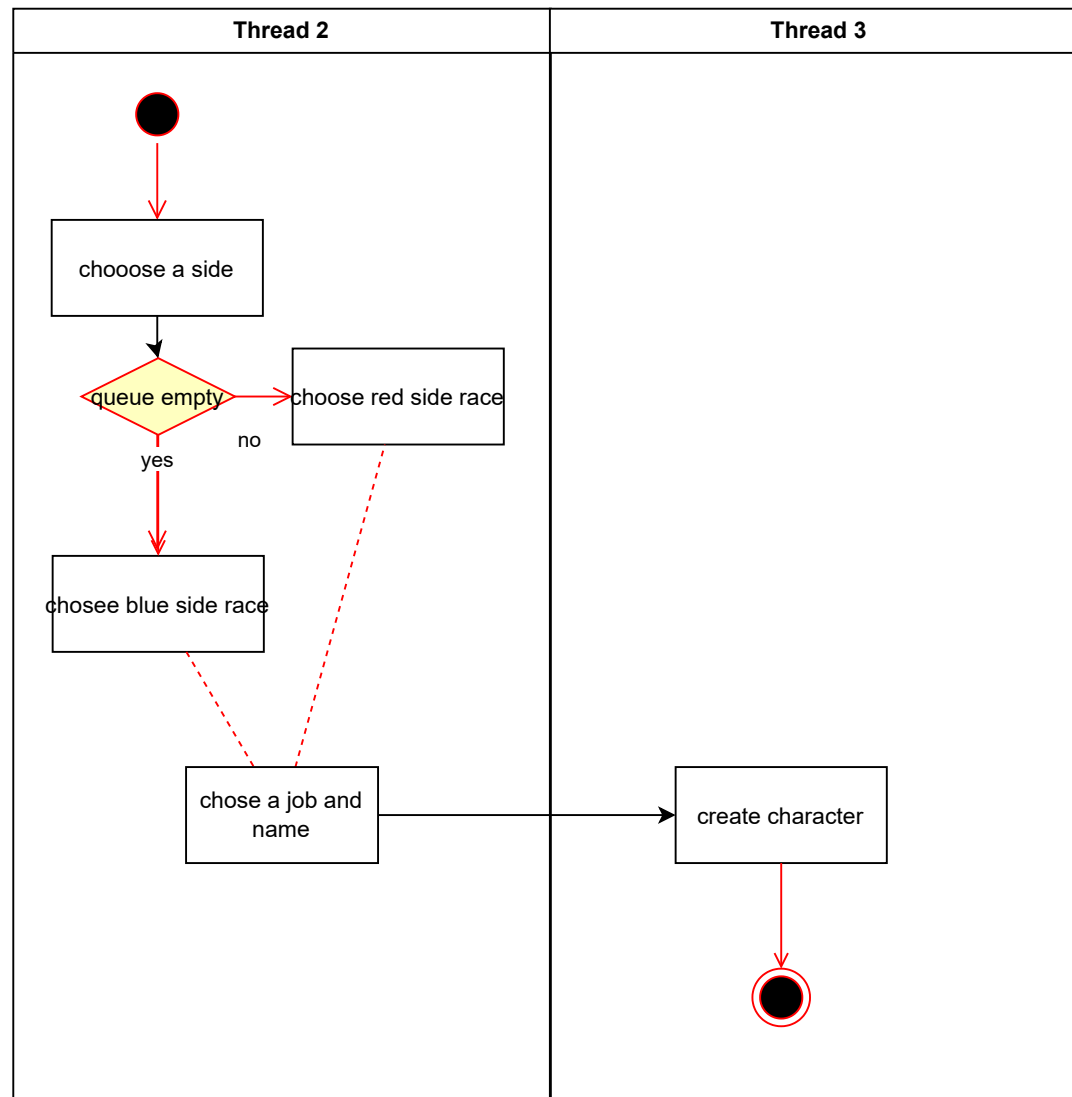 Thread 2
Thread 3
chooose a side
queue empty
choose red side race
no
yes
chosee blue side race
chose a job and
name
create character